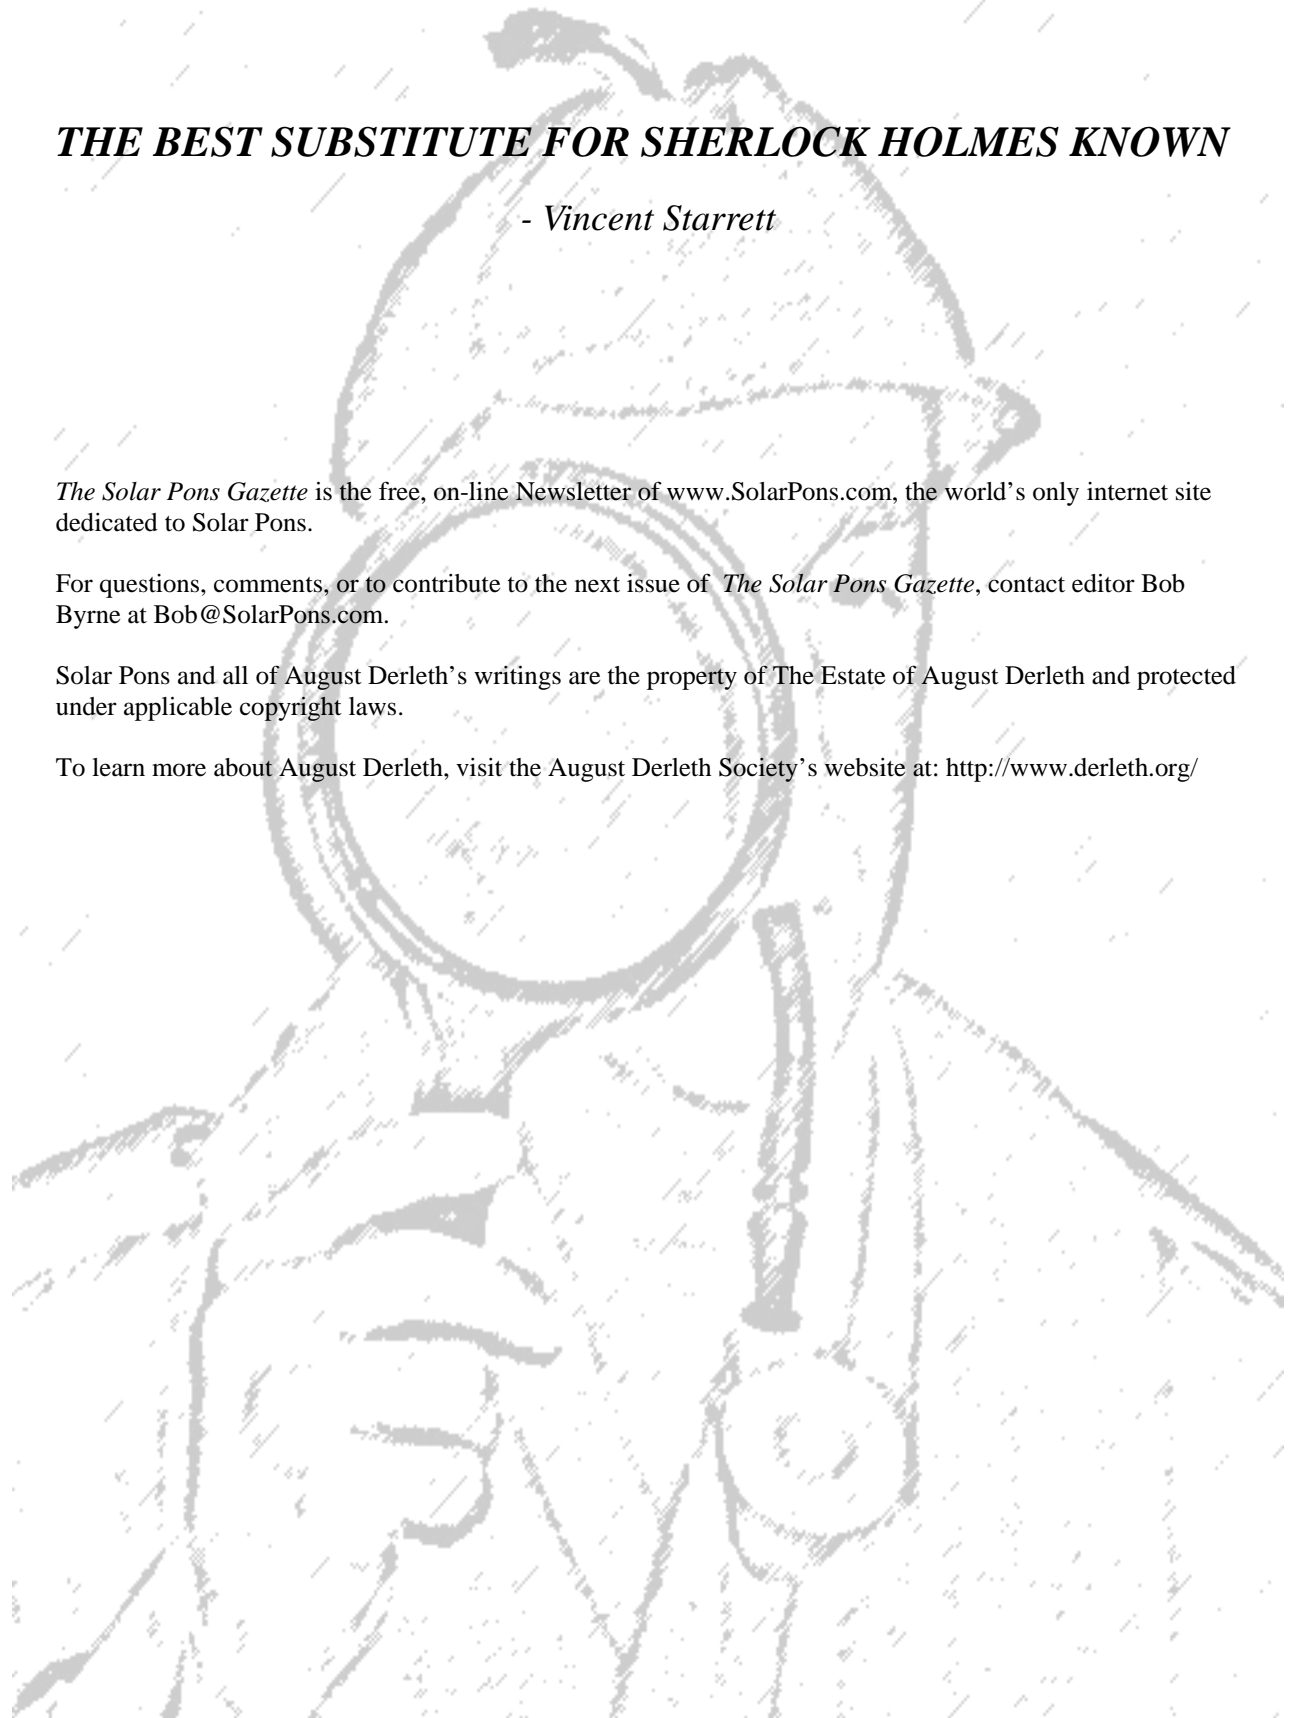 THE BEST SUBSTITUTE FOR SHERLOCK HOLMES KNOWN
- Vincent Starrett
The Solar Pons Gazette is the free, on-line Newsletter of www.SolarPons.com, the world’s only internet site
dedicated to Solar Pons.
For questions, comments, or to contribute to the next issue of The Solar Pons Gazette, contact editor Bob
Byrne at Bob@SolarPons.com.
Solar Pons and all of August Derleth’s writings are the property of The Estate of August Derleth and protected
under applicable copyright laws.
To learn more about August Derleth, visit the August Derleth Society’s website at: http://www.derleth.org/